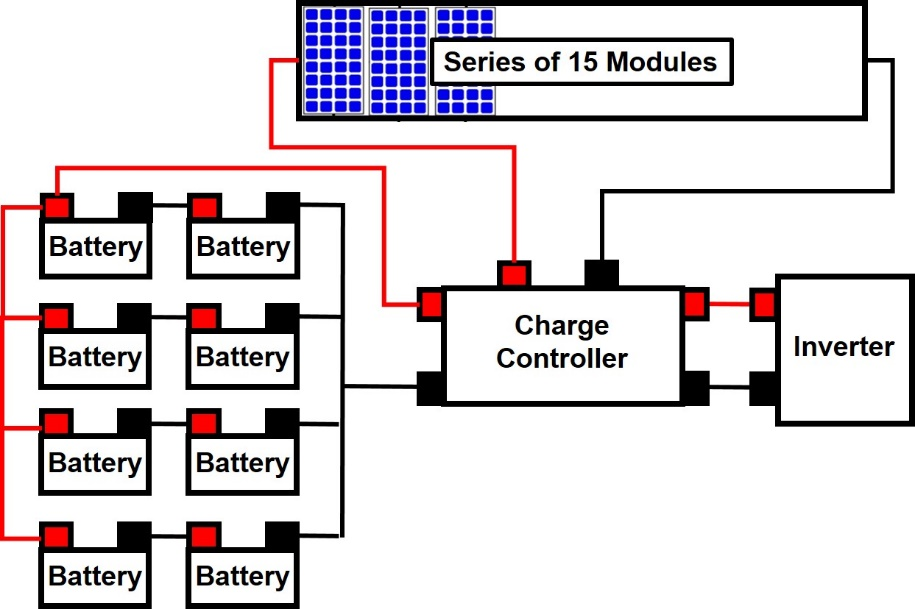 Series of 15 Modules
Battery Battery
Battery Battery
Battery Battery
Battery Battery
Charge
Controller
Inverter